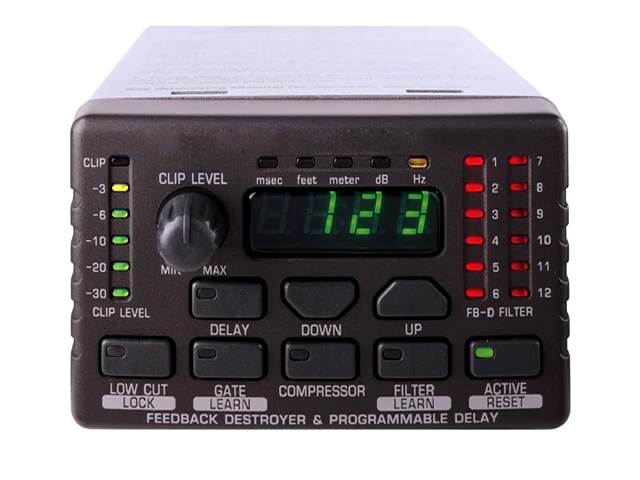 CLIP
-3
-6
-10
-20
-30
CLIP LEVEL
CLIP LEVEL
MIN MAX
msec feet meter dB Hz
123
1 7
2 8
3 9
4 10
5 11
6 12
FB-D FILTER
DELAY DOWN UP
LOW CUT GATE COMPRESSOR FILTER ACTIVE
LOCK LEARN LEARN RESET
FEEDBACK DESTROYER & PROGRAMMABLE DELAY